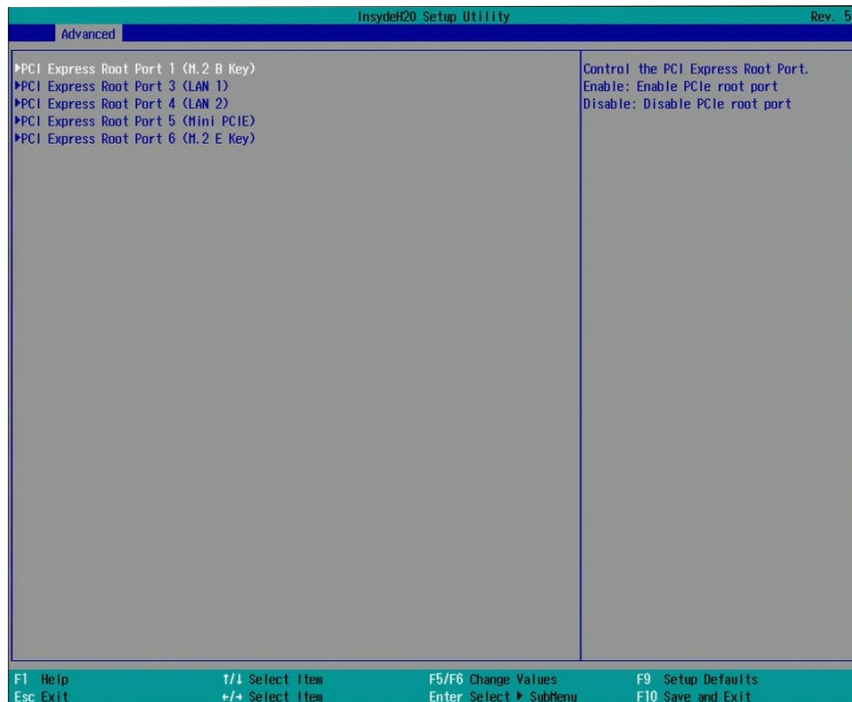 InsydeH2O Setup Utility Rev. 5
Advanced
▶PCI Express Root Port 1 (M.2 B Key)
▶PCI Express Root Port 3 (LAN 1)
▶PCI Express Root Port 4 (LAN 2)
▶PCI Express Root Port 5 (Mini PCIE)
▶PCI Express Root Port 6 (M.2 E Key)
Control the PCI Express Root Port.
Enable: Enable PCIe root port
Disable: Disable PCIe root port
F1 Help ↑/↓ Select Item F5/F6 Change Values F9 Setup Defaults
Esc Exit ←/→ Select Item Enter Select ▶ SubMenu F10 Save and Exit